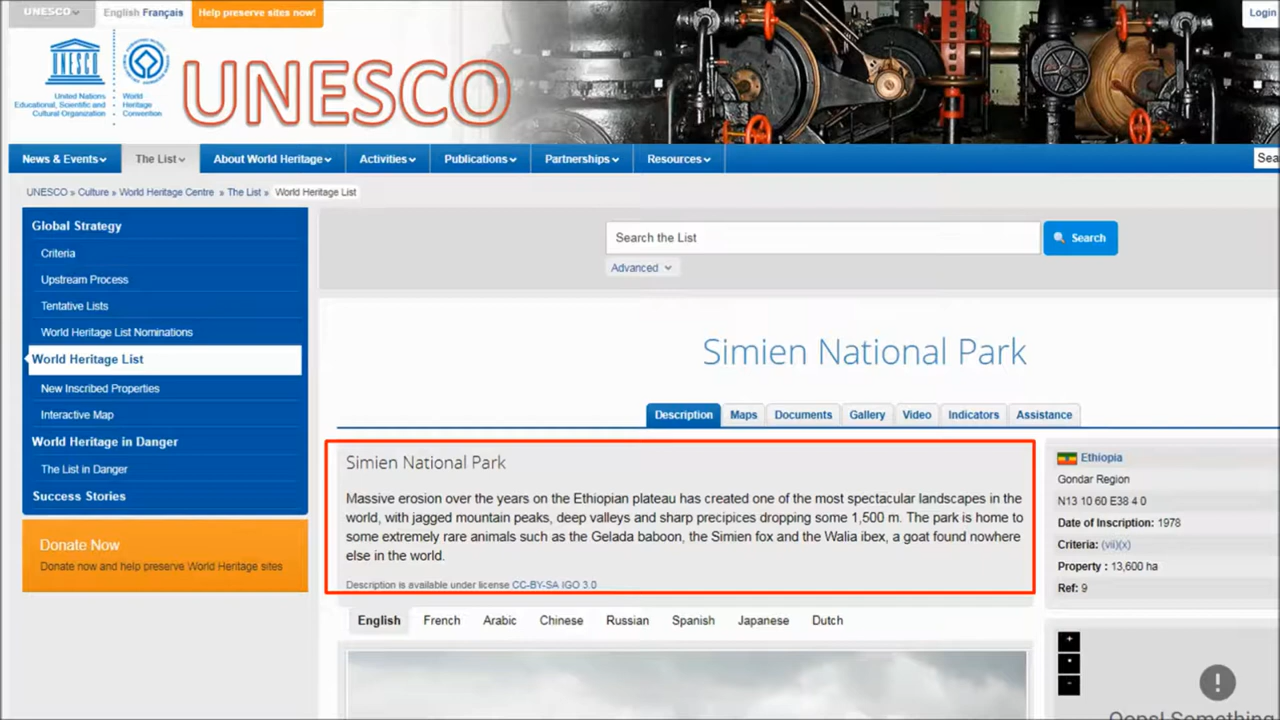 UNESCO
English Français
Help preserve sites now!
Login
United Nations
Educational, Scientific and
Cultural Organization
World
Heritage
Convention
UNESCO
News & Events
The List
About World Heritage
Activities
Publications
Partnerships
Resources
Sea
UNESCO » Culture » World Heritage Centre » The List » World Heritage List
Global Strategy
Criteria
Upstream Process
Tentative Lists
World Heritage List Nominations
World Heritage List
New Inscribed Properties
Interactive Map
World Heritage in Danger
The List in Danger
Success Stories
Donate Now
Donate now and help preserve World Heritage sites
Search the List
Search
Advanced
Simien National Park
Description
Maps
Documents
Gallery
Video
Indicators
Assistance
Simien National Park
Massive erosion over the years on the Ethiopian plateau has created one of the most spectacular landscapes in the
world, with jagged mountain peaks, deep valleys and sharp precipices dropping some 1,500 m. The park is home to
some extremely rare animals such as the Gelada baboon, the Simien fox and the Walia ibex, a goat found nowhere
else in the world.
Description is available under license CC-BY-SA IGO 3.0
Ethiopia
Gondar Region
N13 10 60 E38 4 0
Date of Inscription: 1978
Criteria: (vii)(x)
Property : 13,600 ha
Ref: 9
English
French
Arabic
Chinese
Russian
Spanish
Japanese
Dutch
Oops! Something